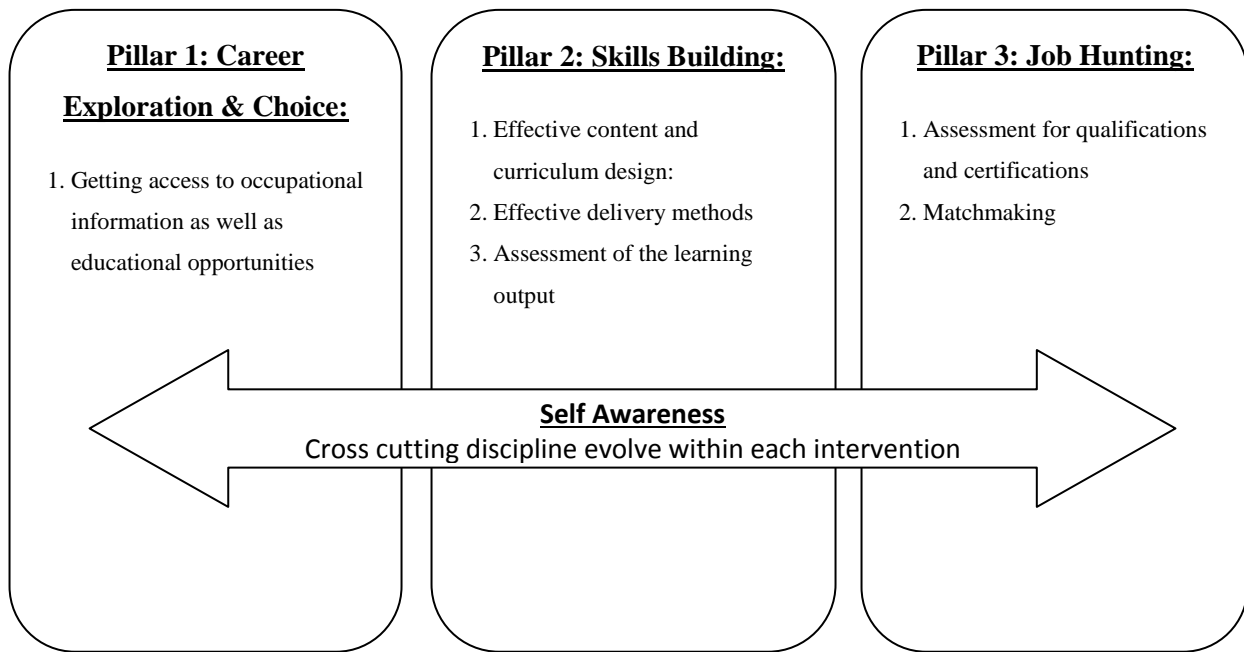 Pillar 1: Career
Exploration & Choice:
1. Getting access to occupational
information as well as
educational opportunities
Pillar 2: Skills Building:
1. Effective content and
curriculum design:
2. Effective delivery methods
3. Assessment of the learning
output
Pillar 3: Job Hunting:
1. Assessment for qualifications
and certifications
2. Matchmaking
Self Awareness
Cross cutting discipline evolve within each intervention